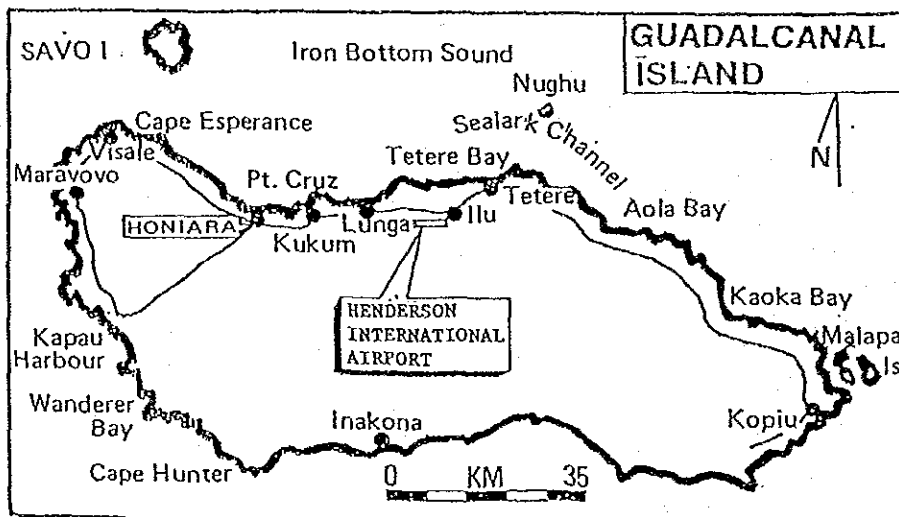 GUADALCANAL
ISLAND
SAVO I
Iron Bottom Sound
Nughu
Sealark Channel
N
Cape Esperance
Visale
Maravovo
Tetere Bay
Pt. Cruz
Tetere
Aola Bay
HONIARA
Kukum
Lunga
Ilu
Kaoka Bay
HENDERSON
INTERNATIONAL
AIRPORT
Malapa
Is
Kapau
Harbour
Wanderer
Bay
Inakona
Kopiu
Cape Hunter
0 KM 35